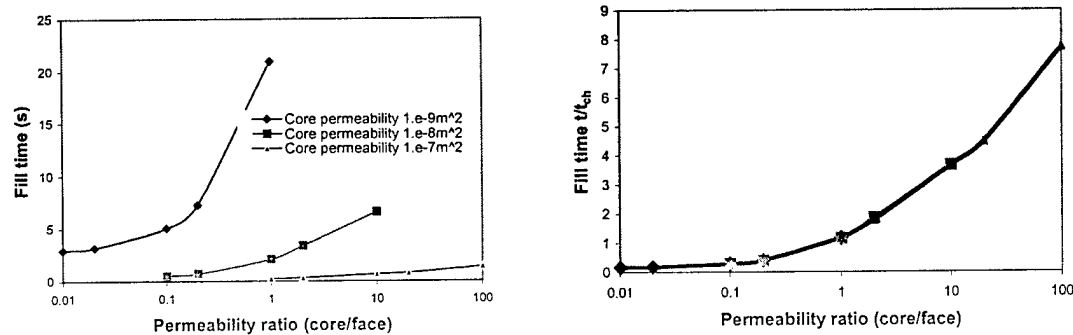 Fill time (s)
25
20
15
10
5
0
0.01 0.1 1 10 100
Permeability ratio (core/face)
Core permeability 1.e-9m^2
Core permeability 1.e-8m^2
Core permeability 1.e-7m^2
Fill time t/t_ch
9
8
7
6
5
4
3
2
1
0
0.01 0.1 1 10 100
Permeability ratio (core/face)